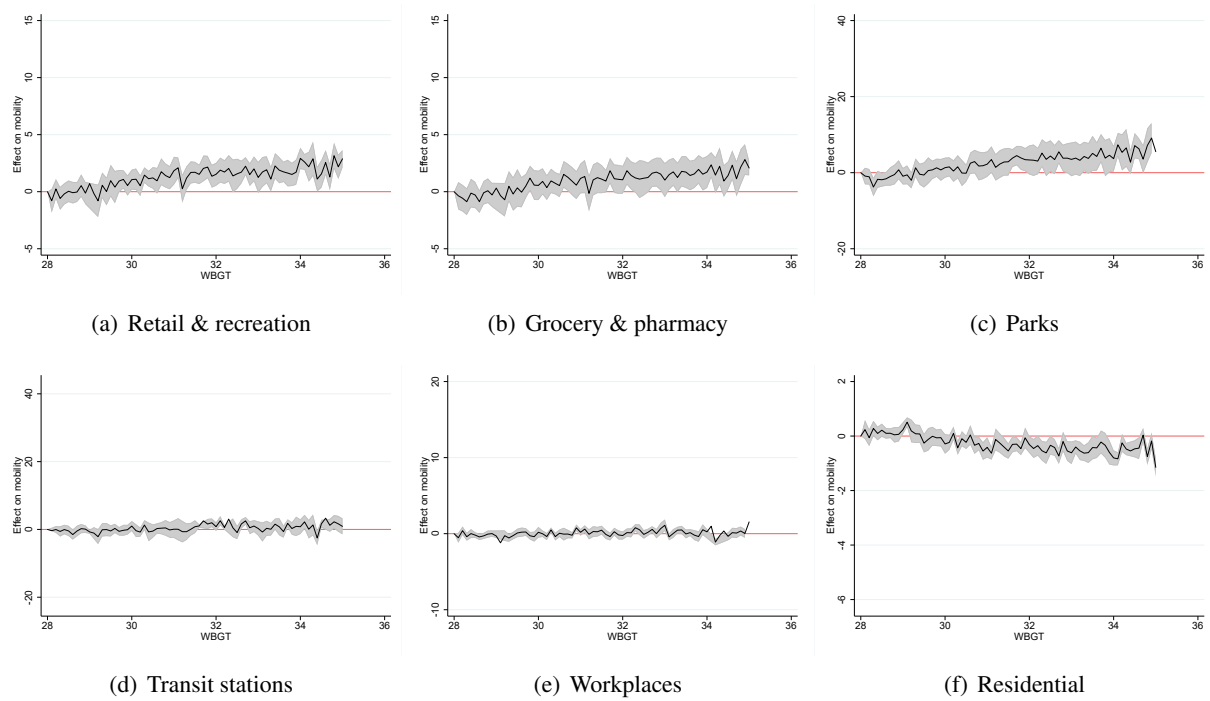 15
10
5
0
-5
Effect on mobility
28 30 32 34 36
WBGT
(a) Retail & recreation
15
10
5
0
-5
Effect on mobility
28 30 32 34 36
WBGT
(b) Grocery & pharmacy
40
20
0
-20
Effect on mobility
28 30 32 34 36
WBGT
(c) Parks
40
20
0
-20
Effect on mobility
28 30 32 34 36
WBGT
(d) Transit stations
20
10
0
-10
Effect on mobility
28 30 32 34 36
WBGT
(e) Workplaces
2
0
-2
-4
-6
Effect on mobility
28 30 32 34 36
WBGT
(f) Residential